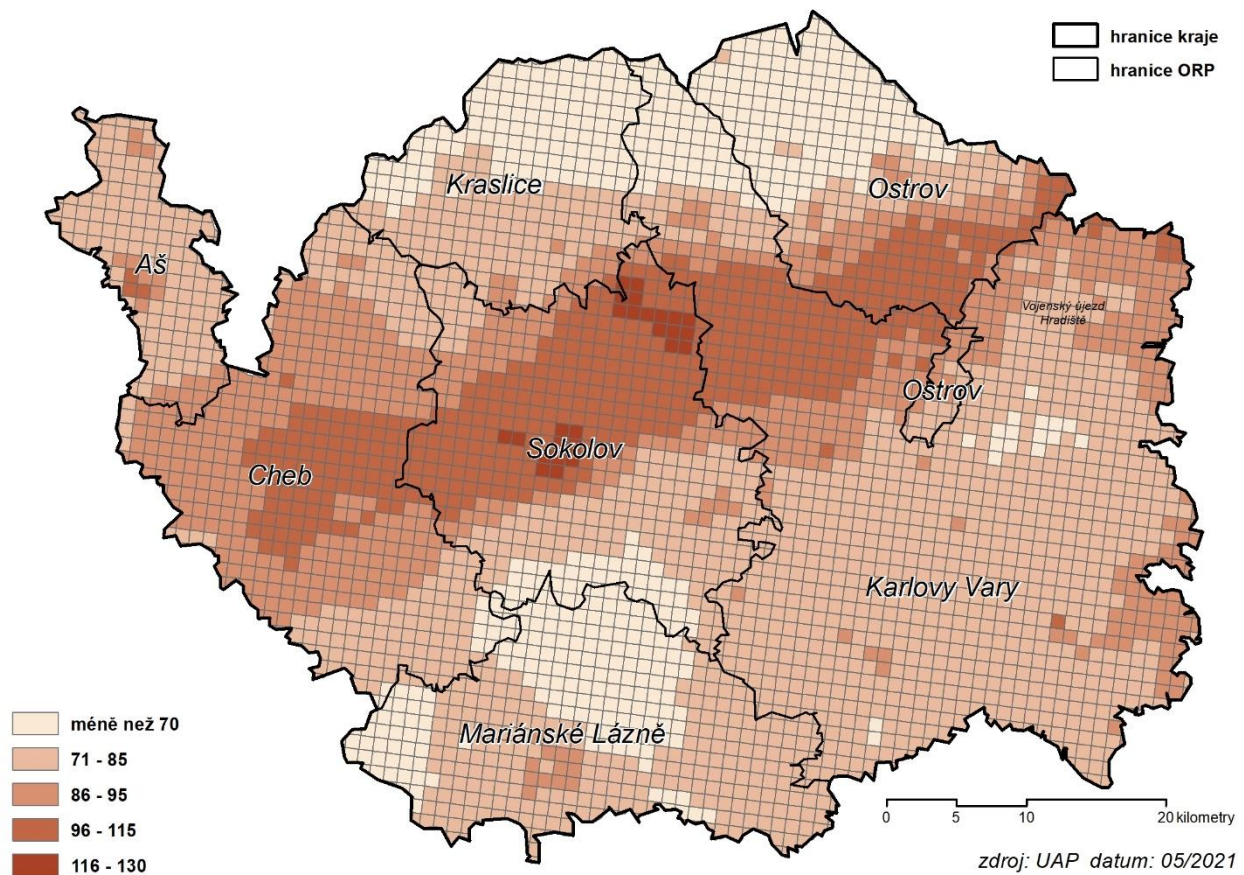 hranice kraje
hranice ORP
Kraslice
Ostrov
Aš
Vojenský újezd
Hradiště
Ostrov
Sokolov
Cheb
Karlovy Vary
Mariánské Lázně
méně než 70
71 - 85
86 - 95
96 - 115
116 - 130
0 5 10 20 kilometry
zdroj: UAP datum: 05/2021